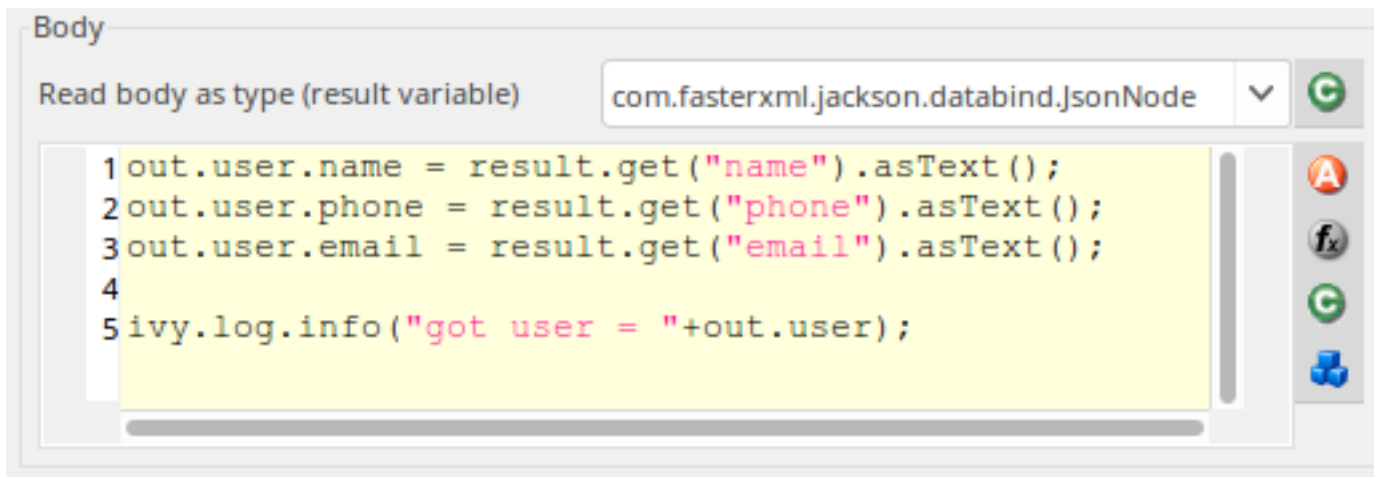 Body
Read body as type (result variable) com.fasterxml.jackson.databind.JsonNode C
1 out.user.name = result.get("name").asText(); A
2 out.user.phone = result.get("phone").asText();
3 out.user.email = result.get("email").asText(); fx
4 C
5 ivy.log.info("got user = "+out.user);